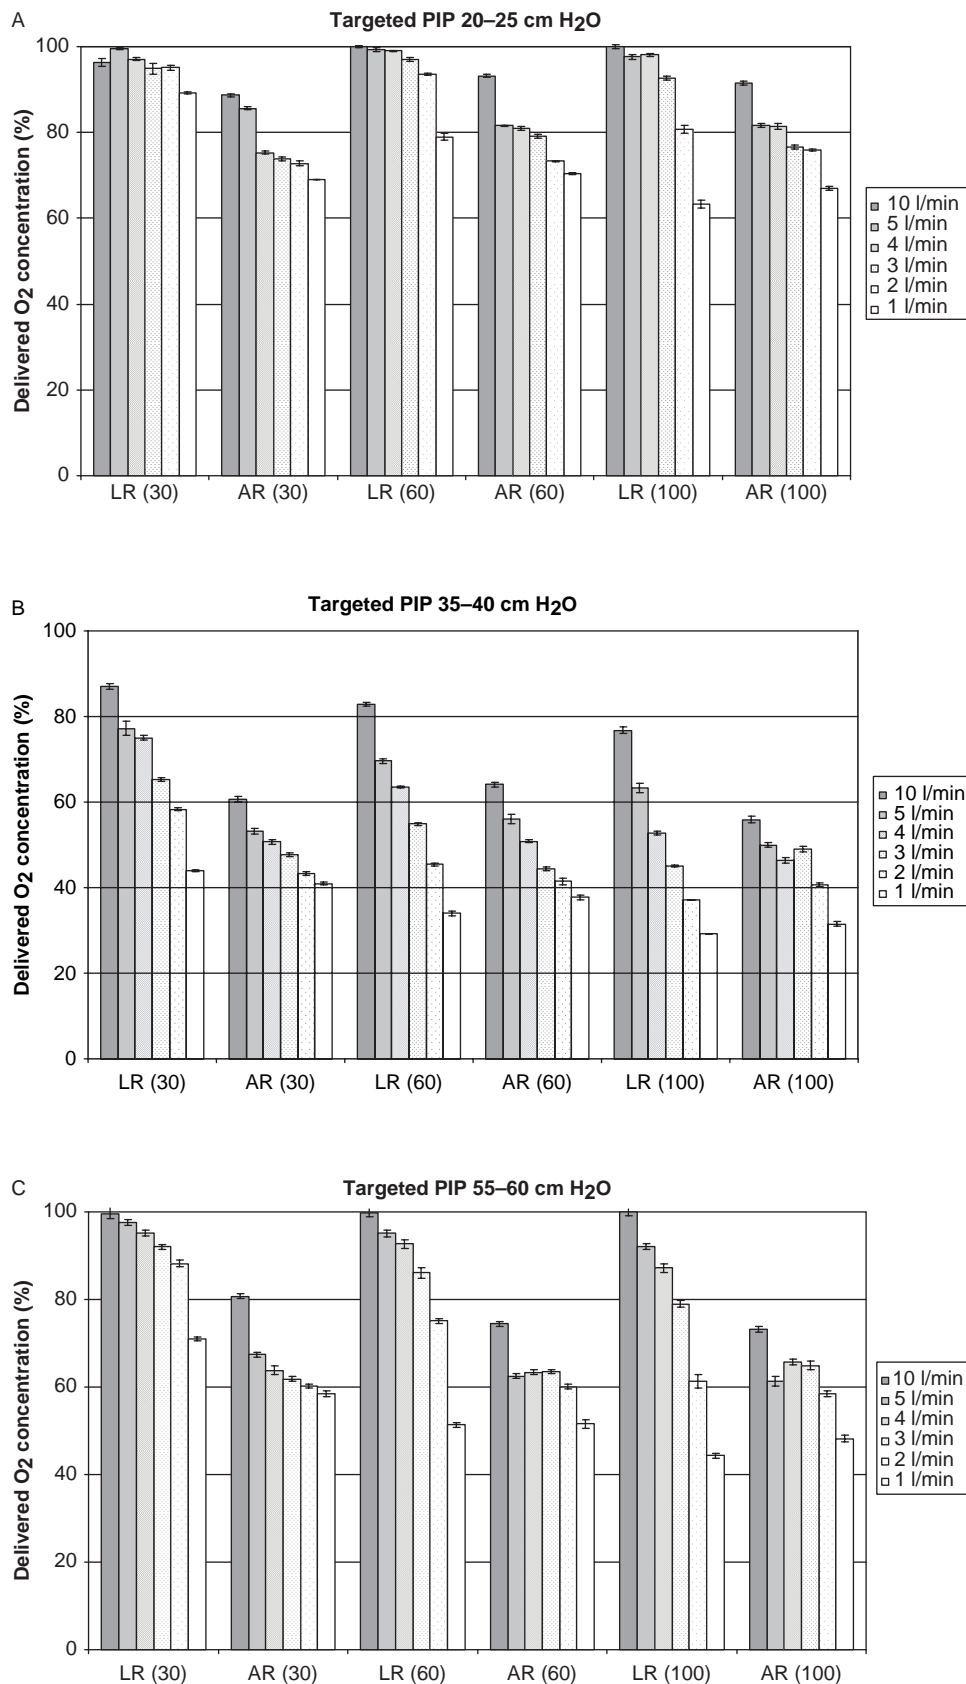 A
Targeted PIP 20–25 cm H2O
Delivered O2 concentration (%)
100
80
60
40
20
0
LR (30) AR (30) LR (60) AR (60) LR (100) AR (100)
10 l/min
5 l/min
4 l/min
3 l/min
2 l/min
1 l/min
B
Targeted PIP 35–40 cm H2O
Delivered O2 concentration (%)
100
80
60
40
20
0
LR (30) AR (30) LR (60) AR (60) LR (100) AR (100)
10 l/min
5 l/min
4 l/min
3 l/min
2 l/min
1 l/min
C
Targeted PIP 55–60 cm H2O
Delivered O2 concentration (%)
100
80
60
40
20
0
LR (30) AR (30) LR (60) AR (60) LR (100) AR (100)
10 l/min
5 l/min
4 l/min
3 l/min
2 l/min
1 l/min